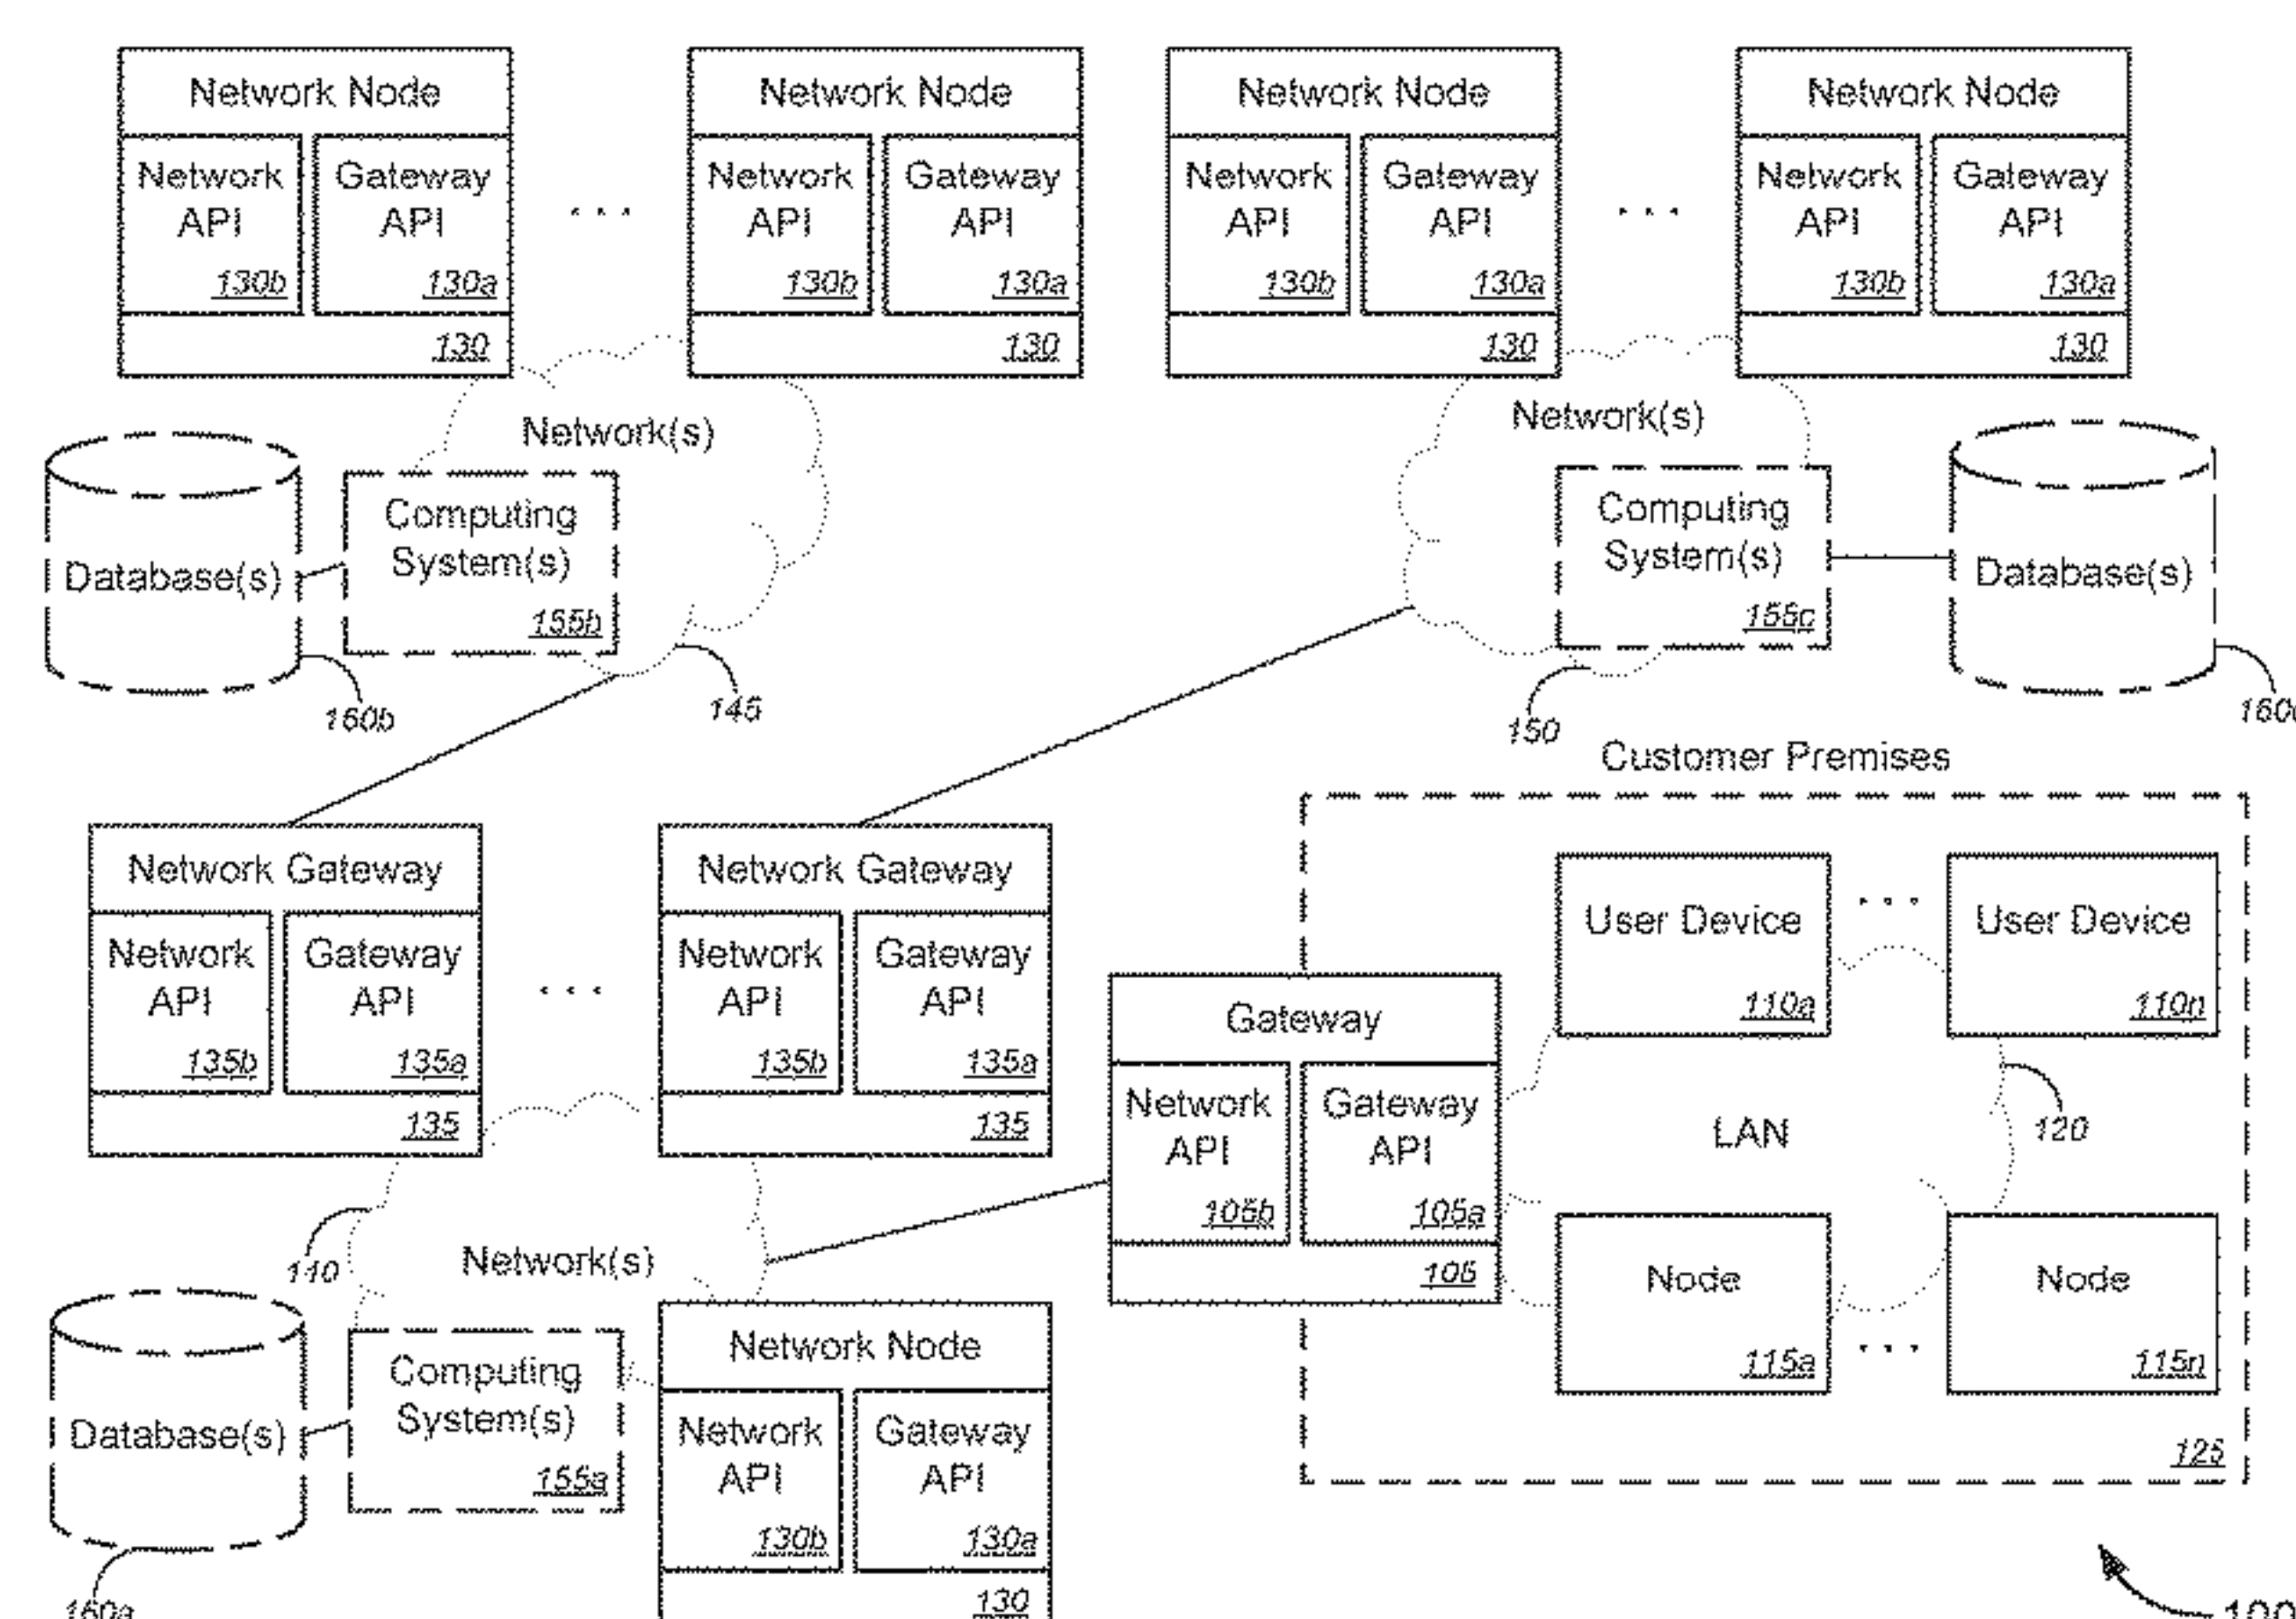 Network Node
Network
API
130b
Gateway
API
130a
130
. . .
Network Node
Network
API
130b
Gateway
API
130a
130
Network Node
Network
API
130b
Gateway
API
130a
130
. . .
Network Node
Network
API
130b
Gateway
API
130a
130
Network(s)
Database(s)
160b
Computing
System(s)
155b
145
Network(s)
Computing
System(s)
155c
150
Database(s)
Customer Premises
Network Gateway
Network
API
135b
Gateway
API
135a
135
. . .
Network Gateway
Network
API
135b
Gateway
API
135a
135
Gateway
Network
API
105b
Gateway
API
105a
105
User Device
110a
. . .
User Device
110n
LAN
120
Node
115a
. . .
Node
115n
125
Network(s)
Database(s)
160a
Computing
System(s)
155a
Network Node
Network
API
130b
Gateway
API
130a
130
100